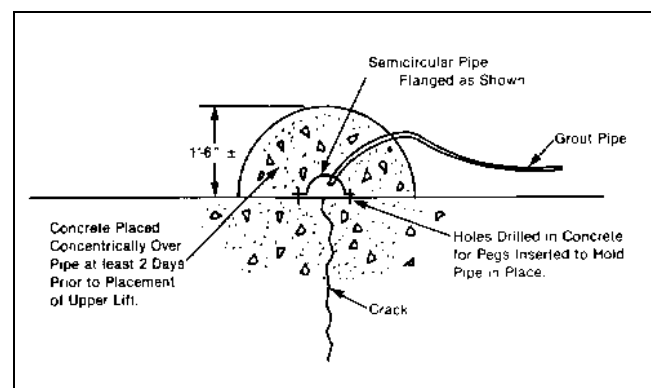 Semicircular Pipe
Flanged as Shown
1'-6" ±
Grout Pipe
Concrete Placed
Concentrically Over
Pipe at least 2 Days
Prior to Placement
of Upper Lift.
Holes Drilled in Concrete
for Pegs Inserted to Hold
Pipe in Place.
Crack